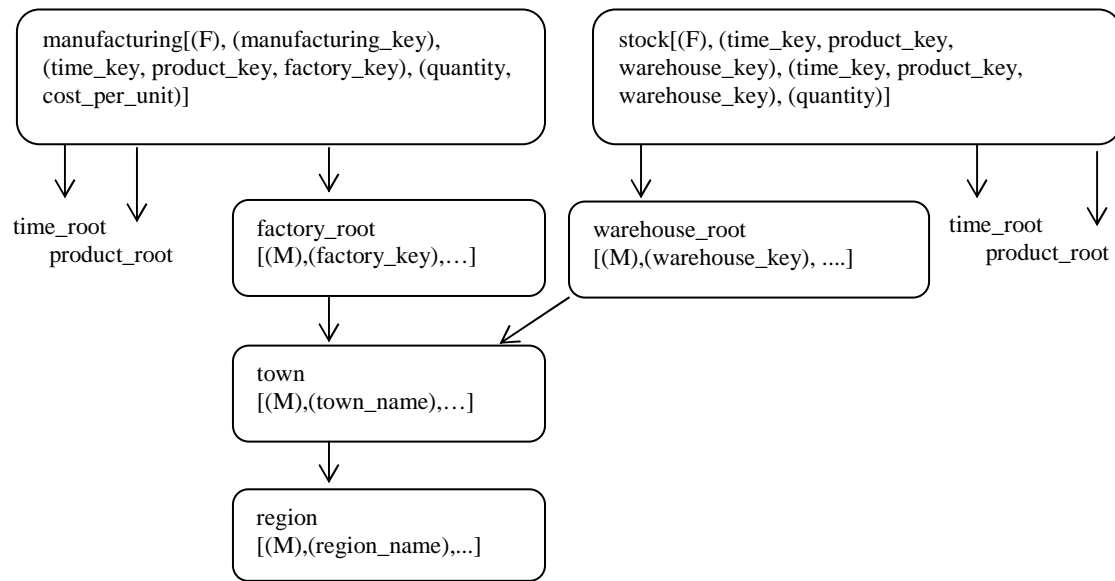 manufacturing[(F), (manufacturing_key),
(time_key, product_key, factory_key), (quantity,
cost_per_unit)]
stock[(F), (time_key, product_key,
warehouse_key), (time_key, product_key,
warehouse_key), (quantity)]
time_root
product_root
factory_root
[(M),(factory_key),…]
warehouse_root
[(M),(warehouse_key), ....]
time_root
product_root
town
[(M),(town_name),…]
region
[(M),(region_name),...]